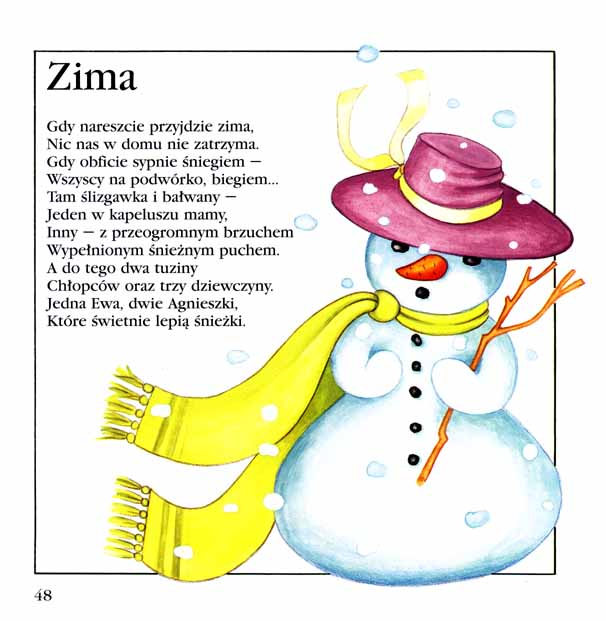 Zima
Gdy nareszcie przyjdzie zima,
Nic nas w domu nie zatrzyma.
Gdy obficie sypnie śniegiem –
Wszyscy na podwórko, biegiem...
Tam ślizgawka i bałwany –
Jeden w kapeluszu mamy,
Inny – z przeogromnym brzuchem
Wypełnionym śnieżnym puchem.
A do tego dwa tuziny
Chłopców oraz trzy dziewczyny.
Jedna Ewa, dwie Agnieszki,
Które świetnie lepią śnieżki.
48